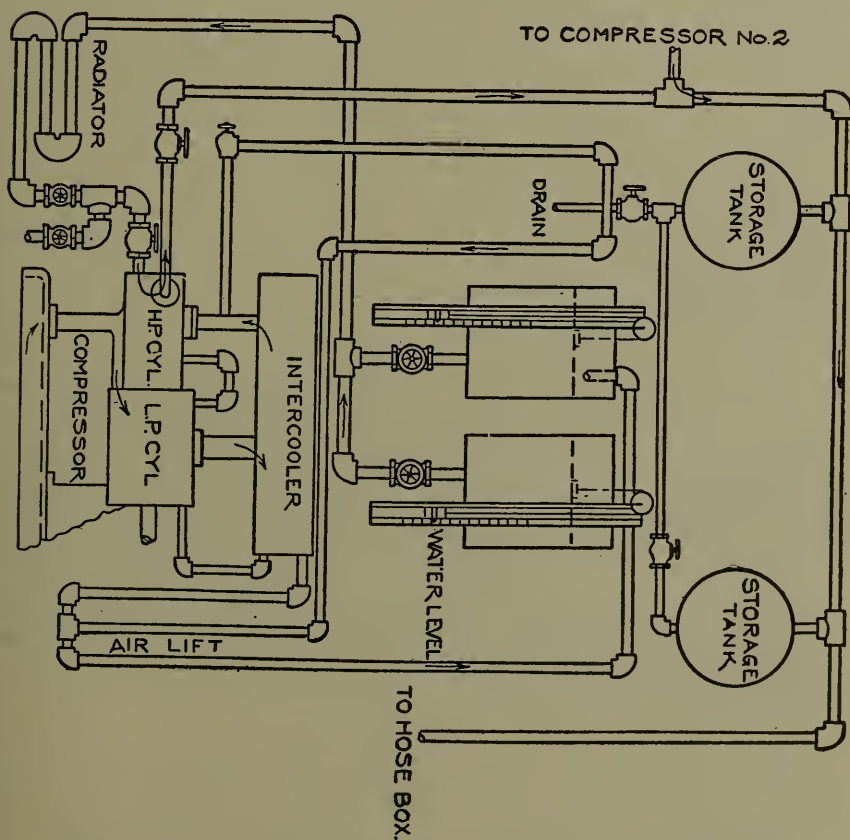 TO COMPRESSOR No.2
RADIATOR
STORAGE
TANK
DRAIN
H.P. CYL.
COMPRESSOR
L.P. CYL
INTERCOOLER
WATER LEVEL
STORAGE
TANK
AIR LIFT
TO HOSE BOX.